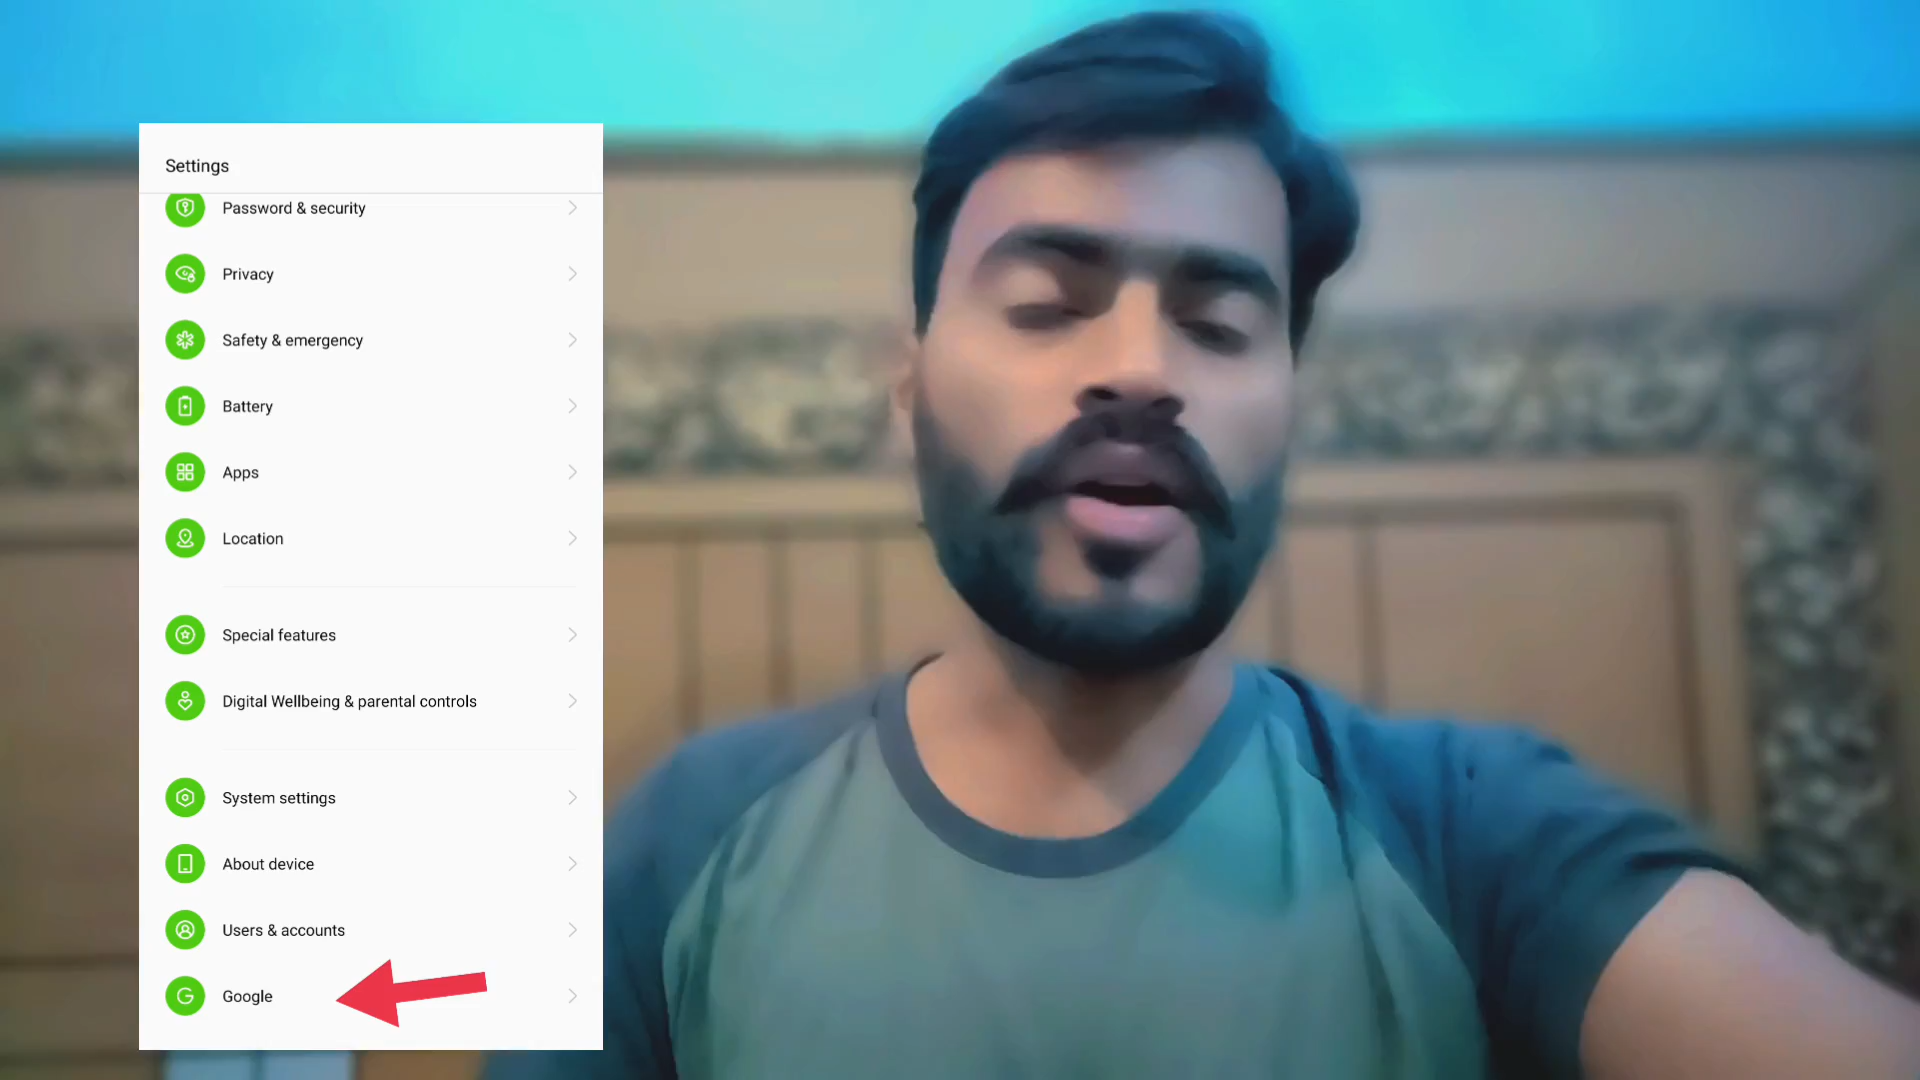 Settings
Password & security
Privacy
Safety & emergency
Battery
Apps
Location
Special features
Digital Wellbeing & parental controls
System settings
About device
Users & accounts
Google